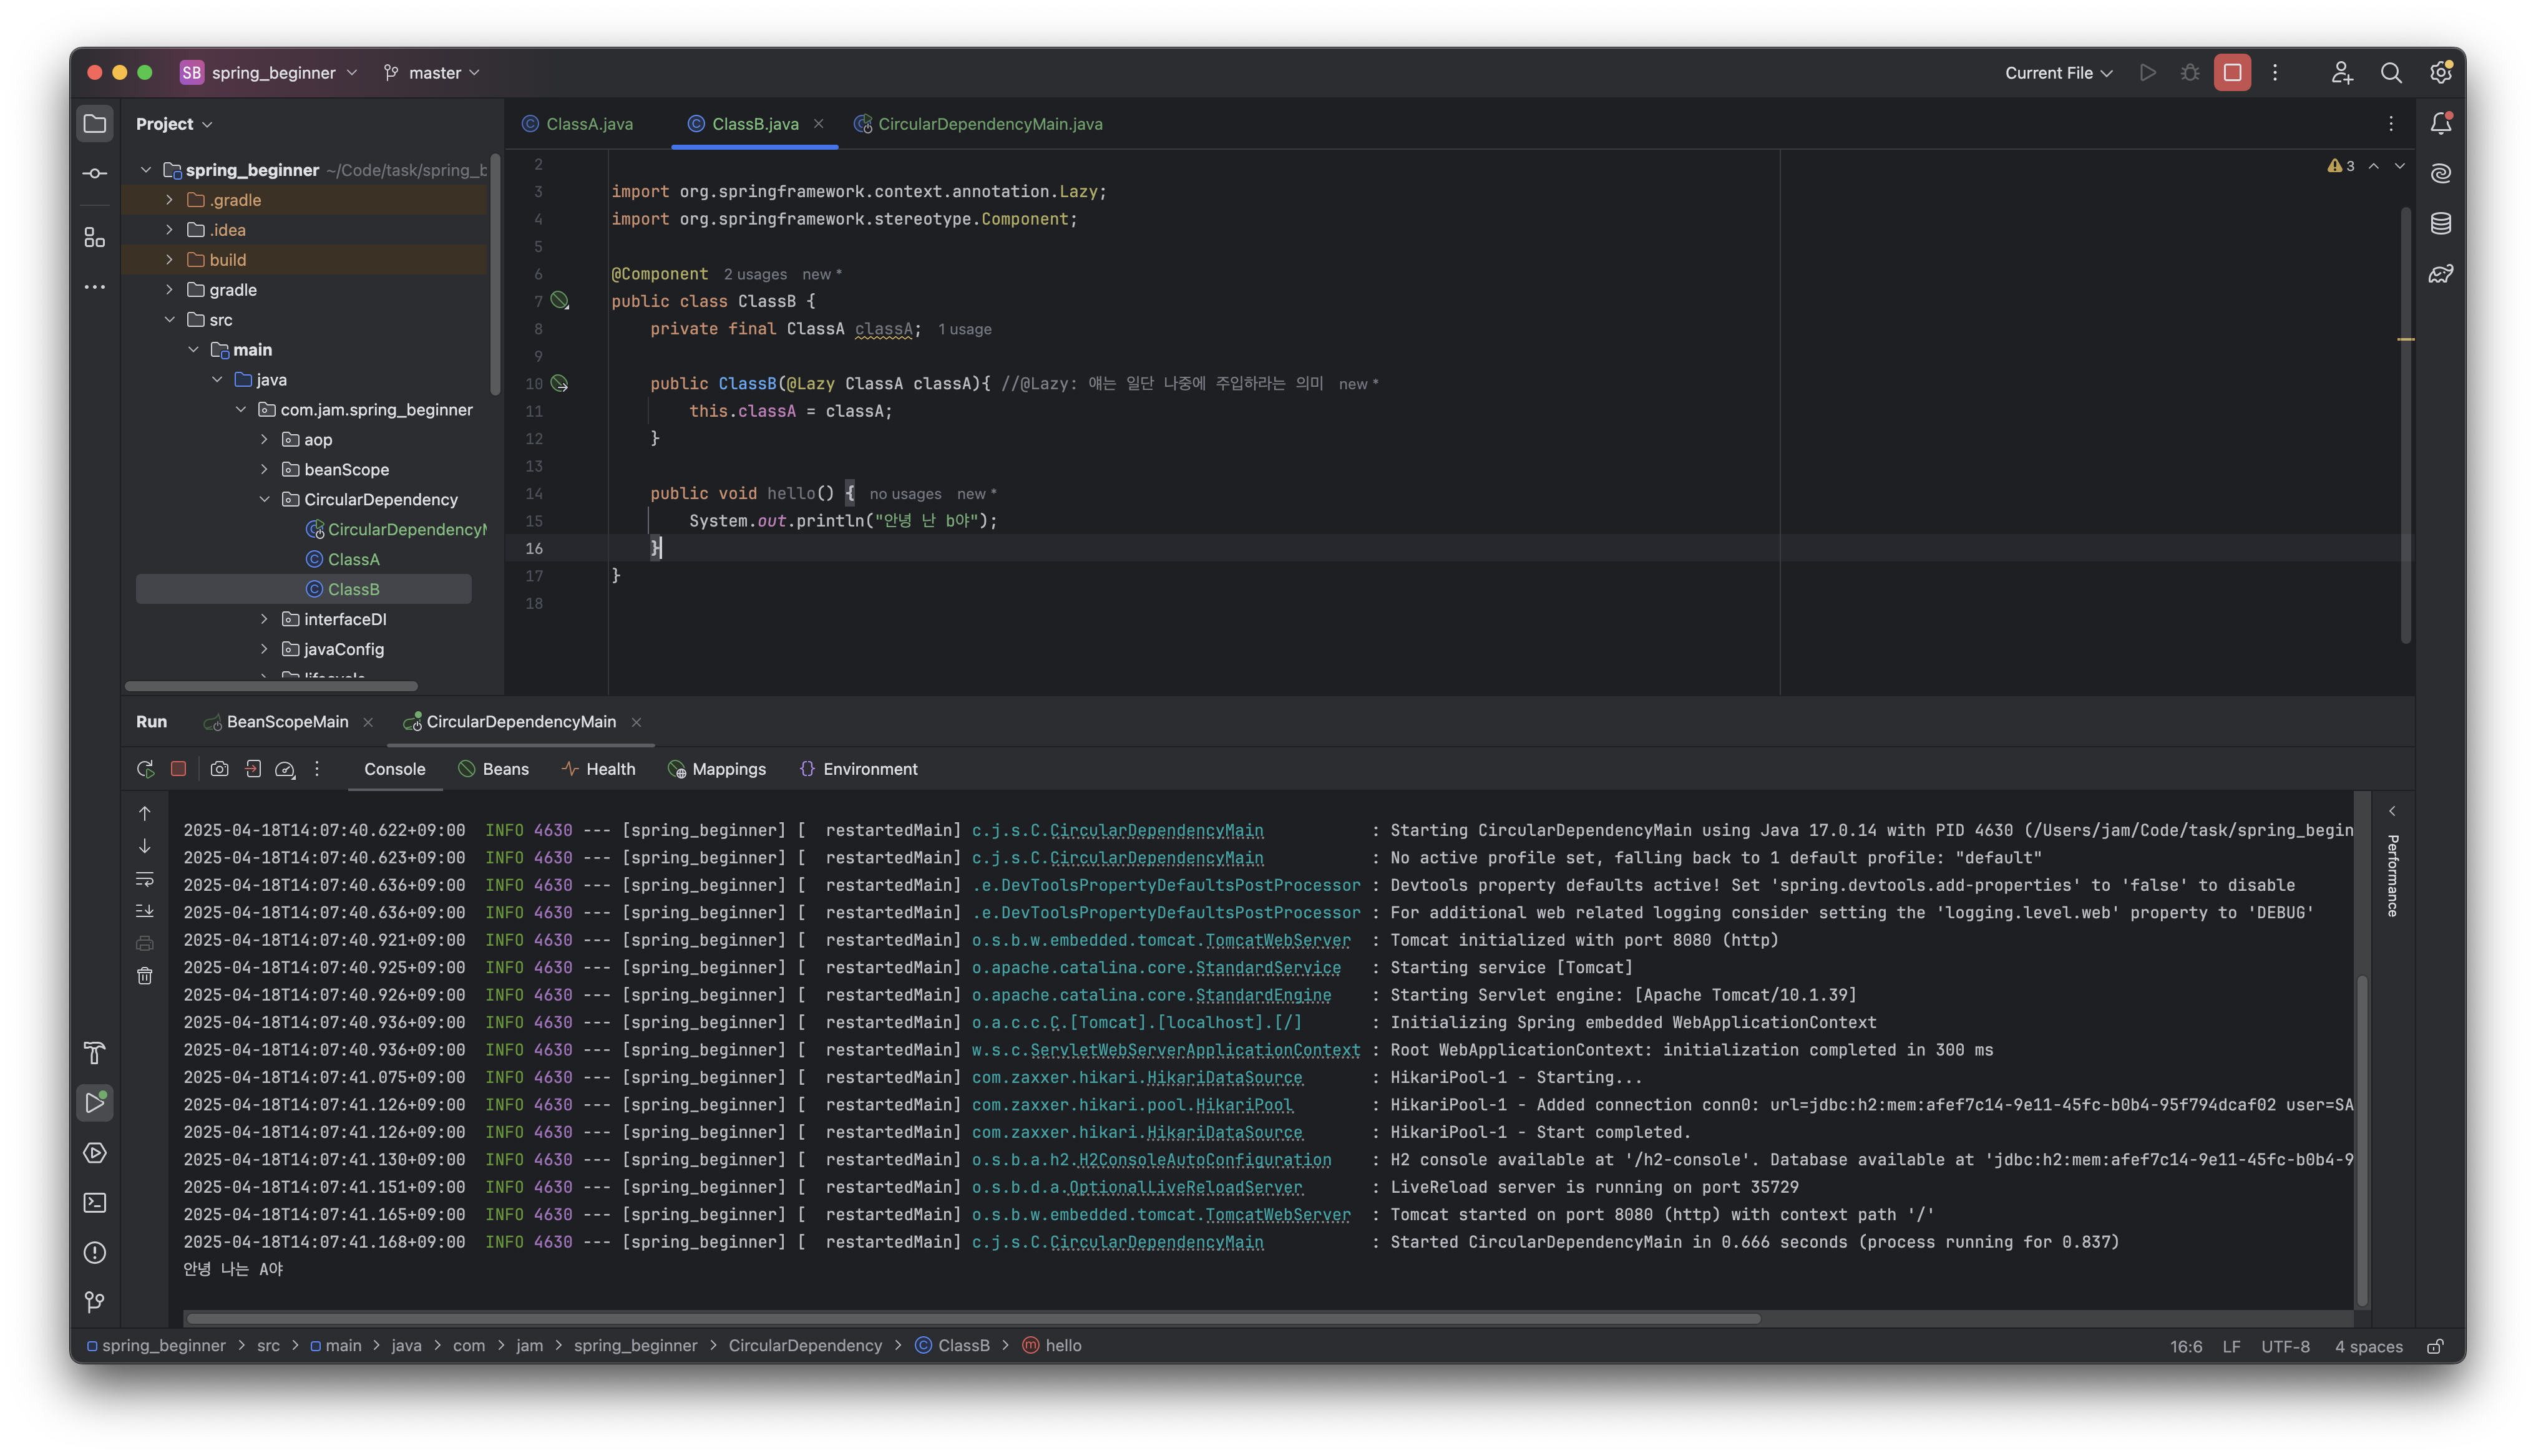 SB spring_beginner master Current File
Project
ClassA.java ClassB.java CircularDependencyMain.java
spring_beginner ~/Code/task/spring_b
.gradle
.idea
build
gradle
src
main
java
com.jam.spring_beginner
aop
beanScope
CircularDependency
CircularDependencyM
ClassA
ClassB
interfaceDI
javaConfig
3
2
3 import org.springframework.context.annotation.Lazy;
4 import org.springframework.stereotype.Component;
5
6 @Component 2 usages new *
7 public class ClassB {
8 private final ClassA classA; 1 usage
9
10 public ClassB(@Lazy ClassA classA){ //@Lazy: 얘는 일단 나중에 주입하라는 의미 new *
11 this.classA = classA;
12 }
13
14 public void hello() { no usages new *
15 System.out.println("안녕 난 b야");
16 }
17 }
18
Run BeanScopeMain CircularDependencyMain
Console Beans Health Mappings Environment
2025-04-18T14:07:40.622+09:00 INFO 4630 --- [spring_beginner] [ restartedMain] c.j.s.C.CircularDependencyMain : Starting CircularDependencyMain using Java 17.0.14 with PID 4630 (/Users/jam/Code/task/spring_begin
2025-04-18T14:07:40.623+09:00 INFO 4630 --- [spring_beginner] [ restartedMain] c.j.s.C.CircularDependencyMain : No active profile set, falling back to 1 default profile: "default"
2025-04-18T14:07:40.636+09:00 INFO 4630 --- [spring_beginner] [ restartedMain] .e.DevToolsPropertyDefaultsPostProcessor : Devtools property defaults active! Set 'spring.devtools.add-properties' to 'false' to disable
2025-04-18T14:07:40.636+09:00 INFO 4630 --- [spring_beginner] [ restartedMain] .e.DevToolsPropertyDefaultsPostProcessor : For additional web related logging consider setting the 'logging.level.web' property to 'DEBUG'
2025-04-18T14:07:40.921+09:00 INFO 4630 --- [spring_beginner] [ restartedMain] o.s.b.w.embedded.tomcat.TomcatWebServer : Tomcat initialized with port 8080 (http)
2025-04-18T14:07:40.925+09:00 INFO 4630 --- [spring_beginner] [ restartedMain] o.apache.catalina.core.StandardService : Starting service [Tomcat]
2025-04-18T14:07:40.926+09:00 INFO 4630 --- [spring_beginner] [ restartedMain] o.apache.catalina.core.StandardEngine : Starting Servlet engine: [Apache Tomcat/10.1.39]
2025-04-18T14:07:40.936+09:00 INFO 4630 --- [spring_beginner] [ restartedMain] o.a.c.c.C.[Tomcat].[localhost].[/] : Initializing Spring embedded WebApplicationContext
2025-04-18T14:07:40.936+09:00 INFO 4630 --- [spring_beginner] [ restartedMain] w.s.c.ServletWebServerApplicationContext : Root WebApplicationContext: initialization completed in 300 ms
2025-04-18T14:07:41.075+09:00 INFO 4630 --- [spring_beginner] [ restartedMain] com.zaxxer.hikari.HikariDataSource : HikariPool-1 - Starting...
2025-04-18T14:07:41.126+09:00 INFO 4630 --- [spring_beginner] [ restartedMain] com.zaxxer.hikari.pool.HikariPool : HikariPool-1 - Added connection conn0: url=jdbc:h2:mem:afef7c14-9e11-45fc-b0b4-95f794dcaf02 user=SA
2025-04-18T14:07:41.126+09:00 INFO 4630 --- [spring_beginner] [ restartedMain] com.zaxxer.hikari.HikariDataSource : HikariPool-1 - Start completed.
2025-04-18T14:07:41.130+09:00 INFO 4630 --- [spring_beginner] [ restartedMain] o.s.b.a.h2.H2ConsoleAutoConfiguration : H2 console available at '/h2-console'. Database available at 'jdbc:h2:mem:afef7c14-9e11-45fc-b0b4-9
2025-04-18T14:07:41.151+09:00 INFO 4630 --- [spring_beginner] [ restartedMain] o.s.b.d.a.OptionalLiveReloadServer : LiveReload server is running on port 35729
2025-04-18T14:07:41.165+09:00 INFO 4630 --- [spring_beginner] [ restartedMain] o.s.b.w.embedded.tomcat.TomcatWebServer : Tomcat started on port 8080 (http) with context path '/'
2025-04-18T14:07:41.168+09:00 INFO 4630 --- [spring_beginner] [ restartedMain] c.j.s.C.CircularDependencyMain : Started CircularDependencyMain in 0.666 seconds (process running for 0.837)
안녕 나는 A야
Performance
spring_beginner > src > main > java > com > jam > spring_beginner > CircularDependency > ClassB > hello 16:6 LF UTF-8 4 spaces